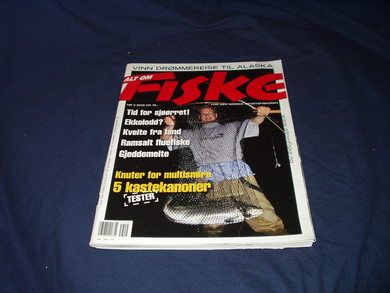 VINN DRØMMEREISE TIL ALASKA
ALT OM
FISKE
Tid for sjøørret!
Ekkolodd?
Kveite fra land
Ramsalt fluefiske
Gjeddemeite
Knuter for multisnøre
5 kastekanoner
TESTER